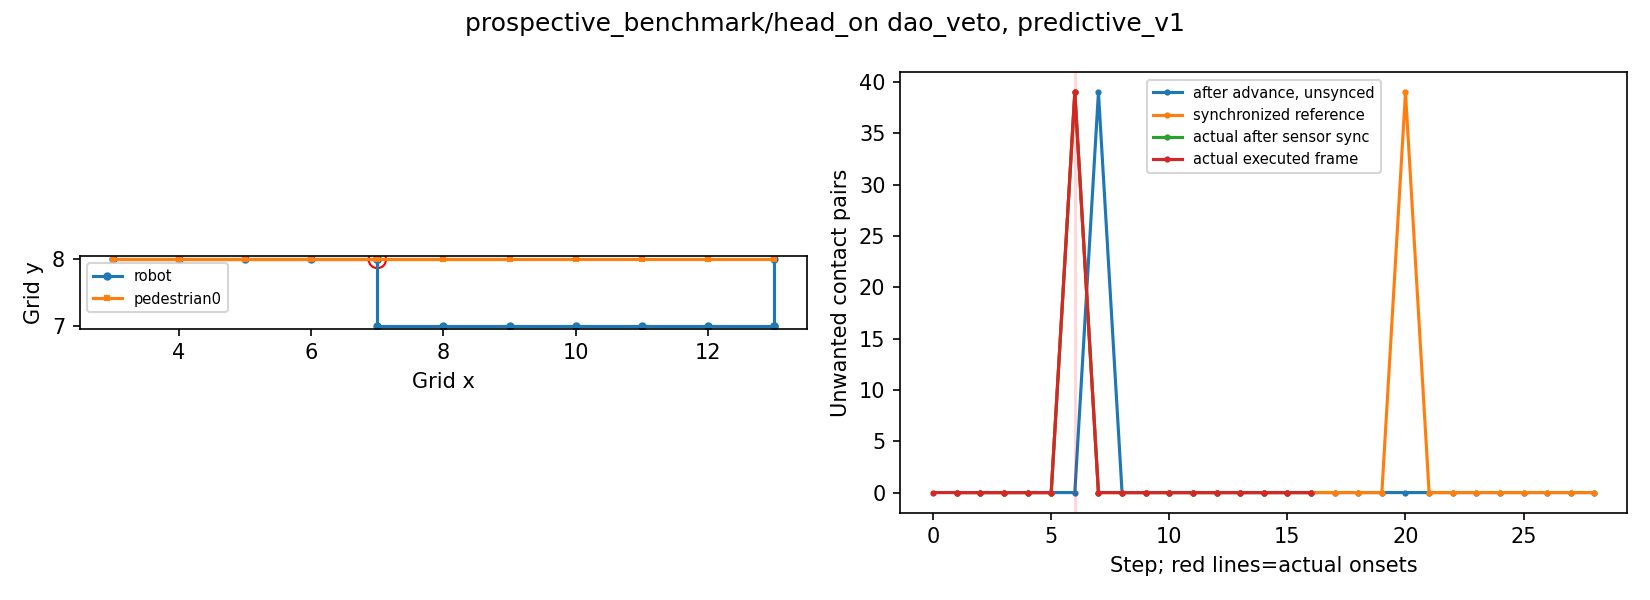 prospective_benchmark/head_on dao_veto, predictive_v1
Grid y
8
7
robot
pedestrian0
4
6
8
10
12
Grid x
Unwanted contact pairs
40
35
30
25
20
15
10
5
0
after advance, unsynced
synchronized reference
actual after sensor sync
actual executed frame
0
5
10
15
20
25
Step; red lines=actual onsets